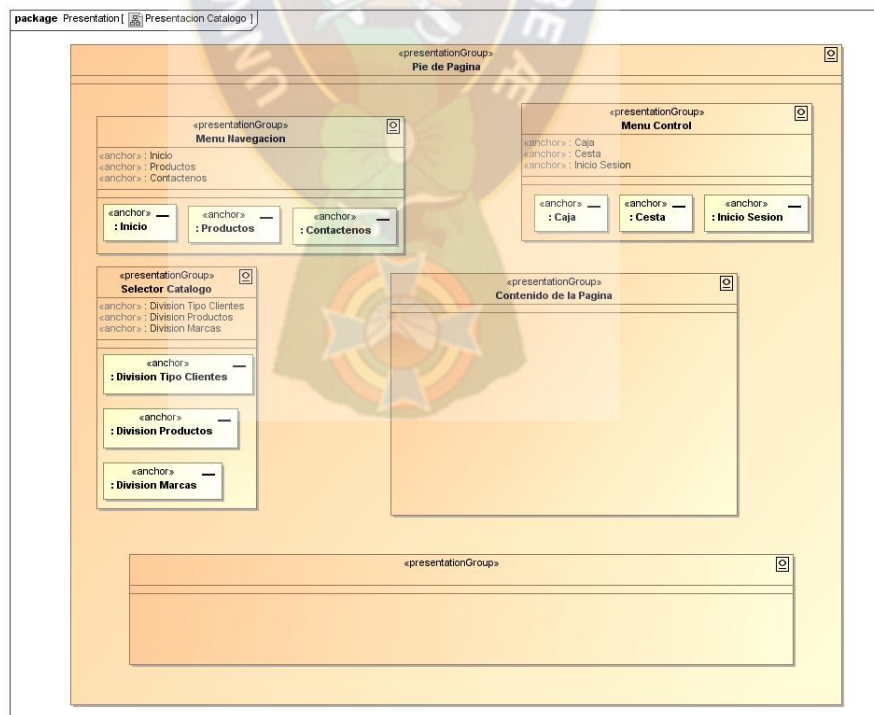 package Presentation [ Presentacion Catalogo ]
«presentationGroup»
Pie de Pagina
«presentationGroup»
Menu Navegacion
«anchor» : Inicio
«anchor» : Productos
«anchor» : Contactenos
«anchor»
: Inicio
«anchor»
: Productos
«anchor»
: Contactenos
«presentationGroup»
Menu Control
«anchor» : Caja
«anchor» : Cesta
«anchor» : Inicio Sesion
«anchor»
: Caja
«anchor»
: Cesta
«anchor»
: Inicio Sesion
«presentationGroup»
Selector Catalogo
«anchor» : Division Tipo Clientes
«anchor» : Division Productos
«anchor» : Division Marcas
«anchor»
: Division Tipo Clientes
«anchor»
: Division Productos
«anchor»
: Division Marcas
«presentationGroup»
Contenido de la Pagina
«presentationGroup»